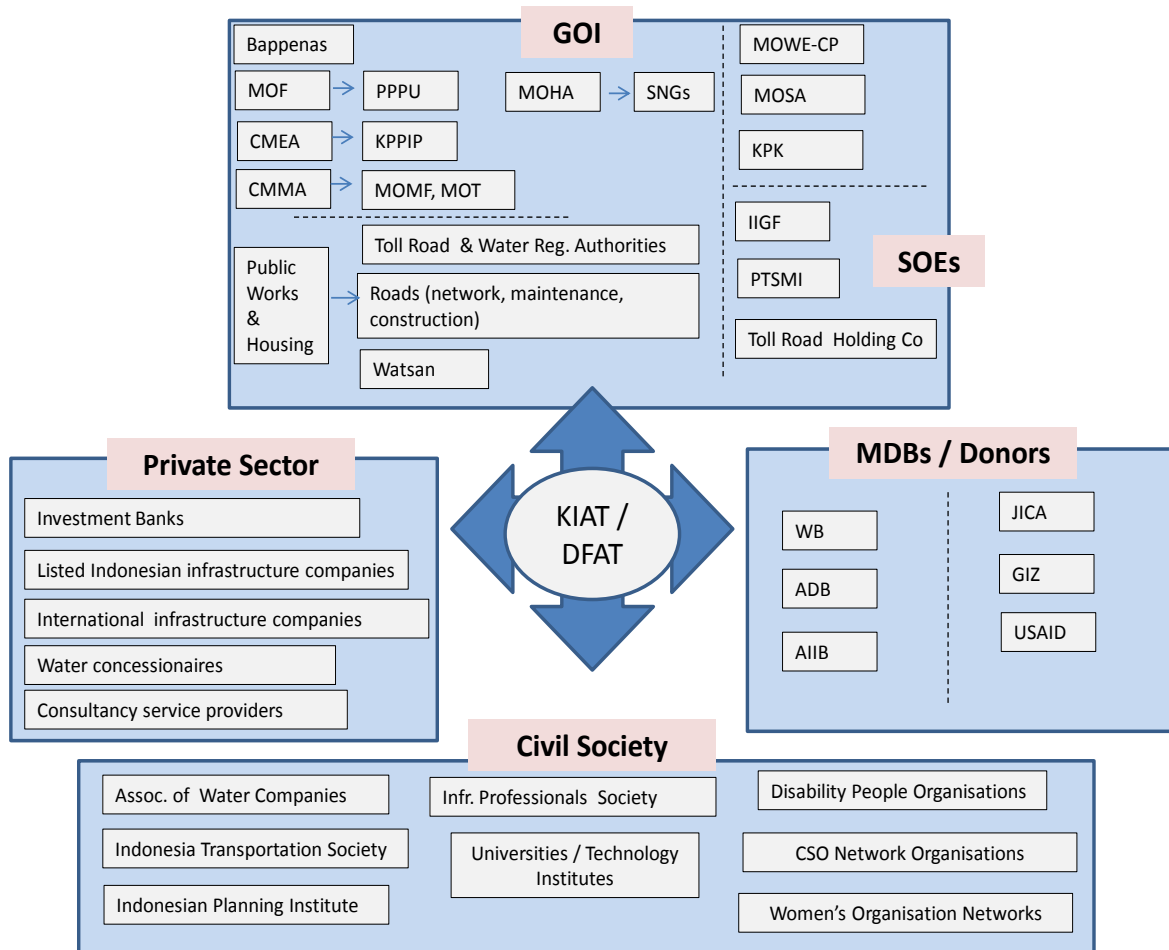 GOI
Bappenas
MOF
PPPU
MOHA
SNGs
CMEA
KPPIP
CMMA
MOMF, MOT
MOWE-CP
MOSA
KPK
Toll Road & Water Reg. Authorities
Public
Works
&
Housing
Roads (network, maintenance,
construction)
Watsan
SOEs
IIGF
PTSMI
Toll Road Holding Co
KIAT /
DFAT
Private Sector
Investment Banks
Listed Indonesian infrastructure companies
International infrastructure companies
Water concessionaires
Consultancy service providers
MDBs / Donors
WB
ADB
AIIB
JICA
GIZ
USAID
Civil Society
Assoc. of Water Companies
Indonesia Transportation Society
Indonesian Planning Institute
Infr. Professionals Society
Universities / Technology
Institutes
Disability People Organisations
CSO Network Organisations
Women's Organisation Networks